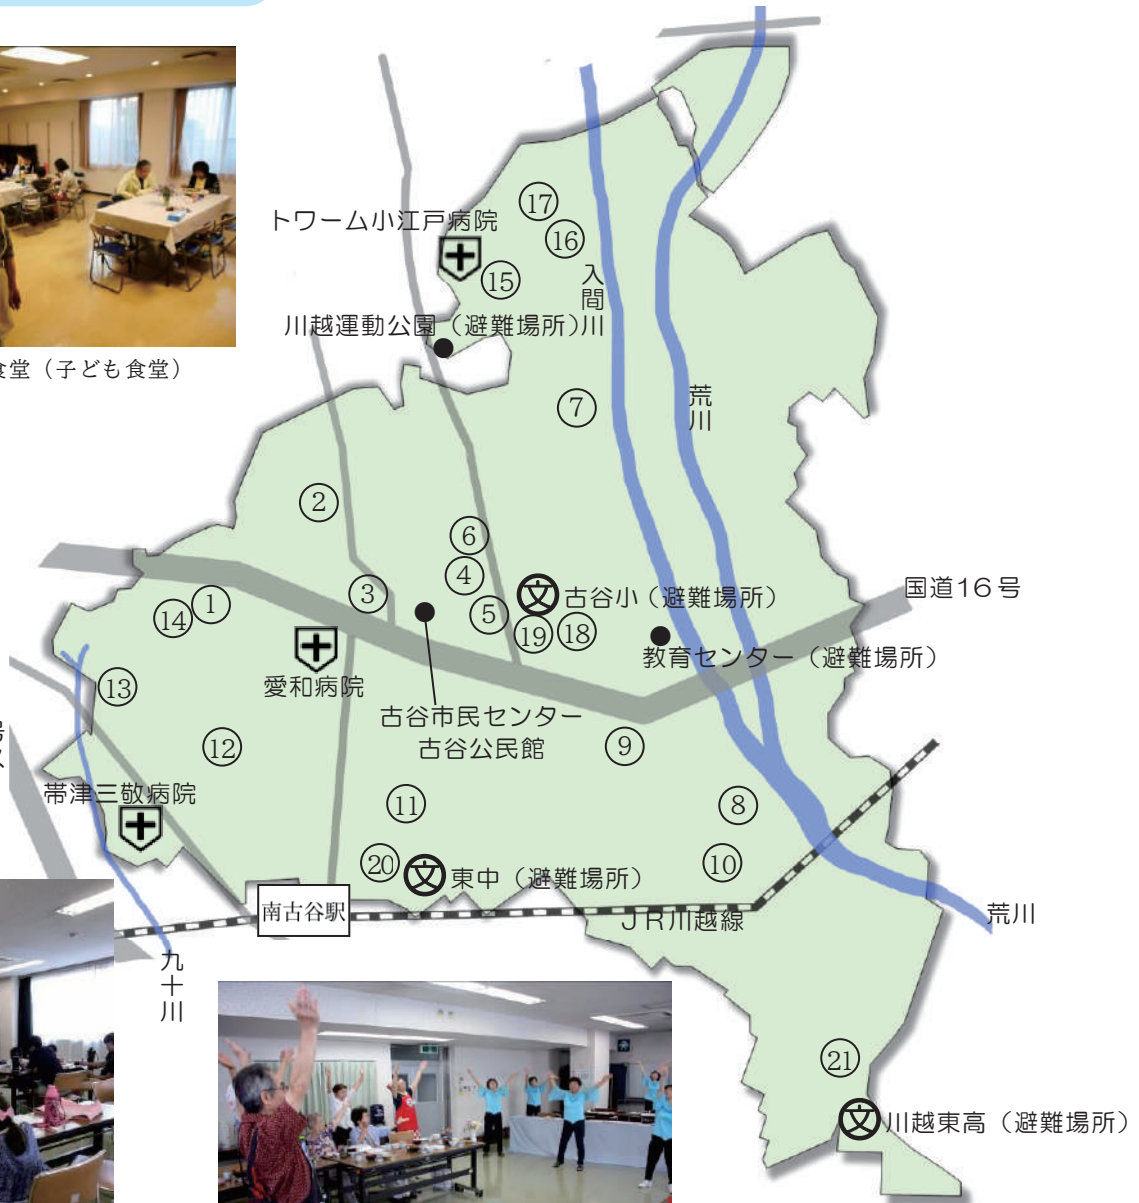 食堂（子ども食堂）
トワーム小江戸病院
⑰
⑯
⑮
入間川
川越運動公園（避難場所）
荒川
⑦
②
⑥
④
③
⑤
古谷小（避難場所）
国道16号
①
⑭
⑲
⑱
教育センター（避難場所）
愛和病院
⑬
古谷市民センター
古谷公民館
⑫
⑨
帯津三敬病院
⑪
⑧
⑳
東中（避難場所）
⑩
南古谷駅
ＪＲ川越線
荒川
九十川
㉑
川越東高（避難場所）
文
文
文